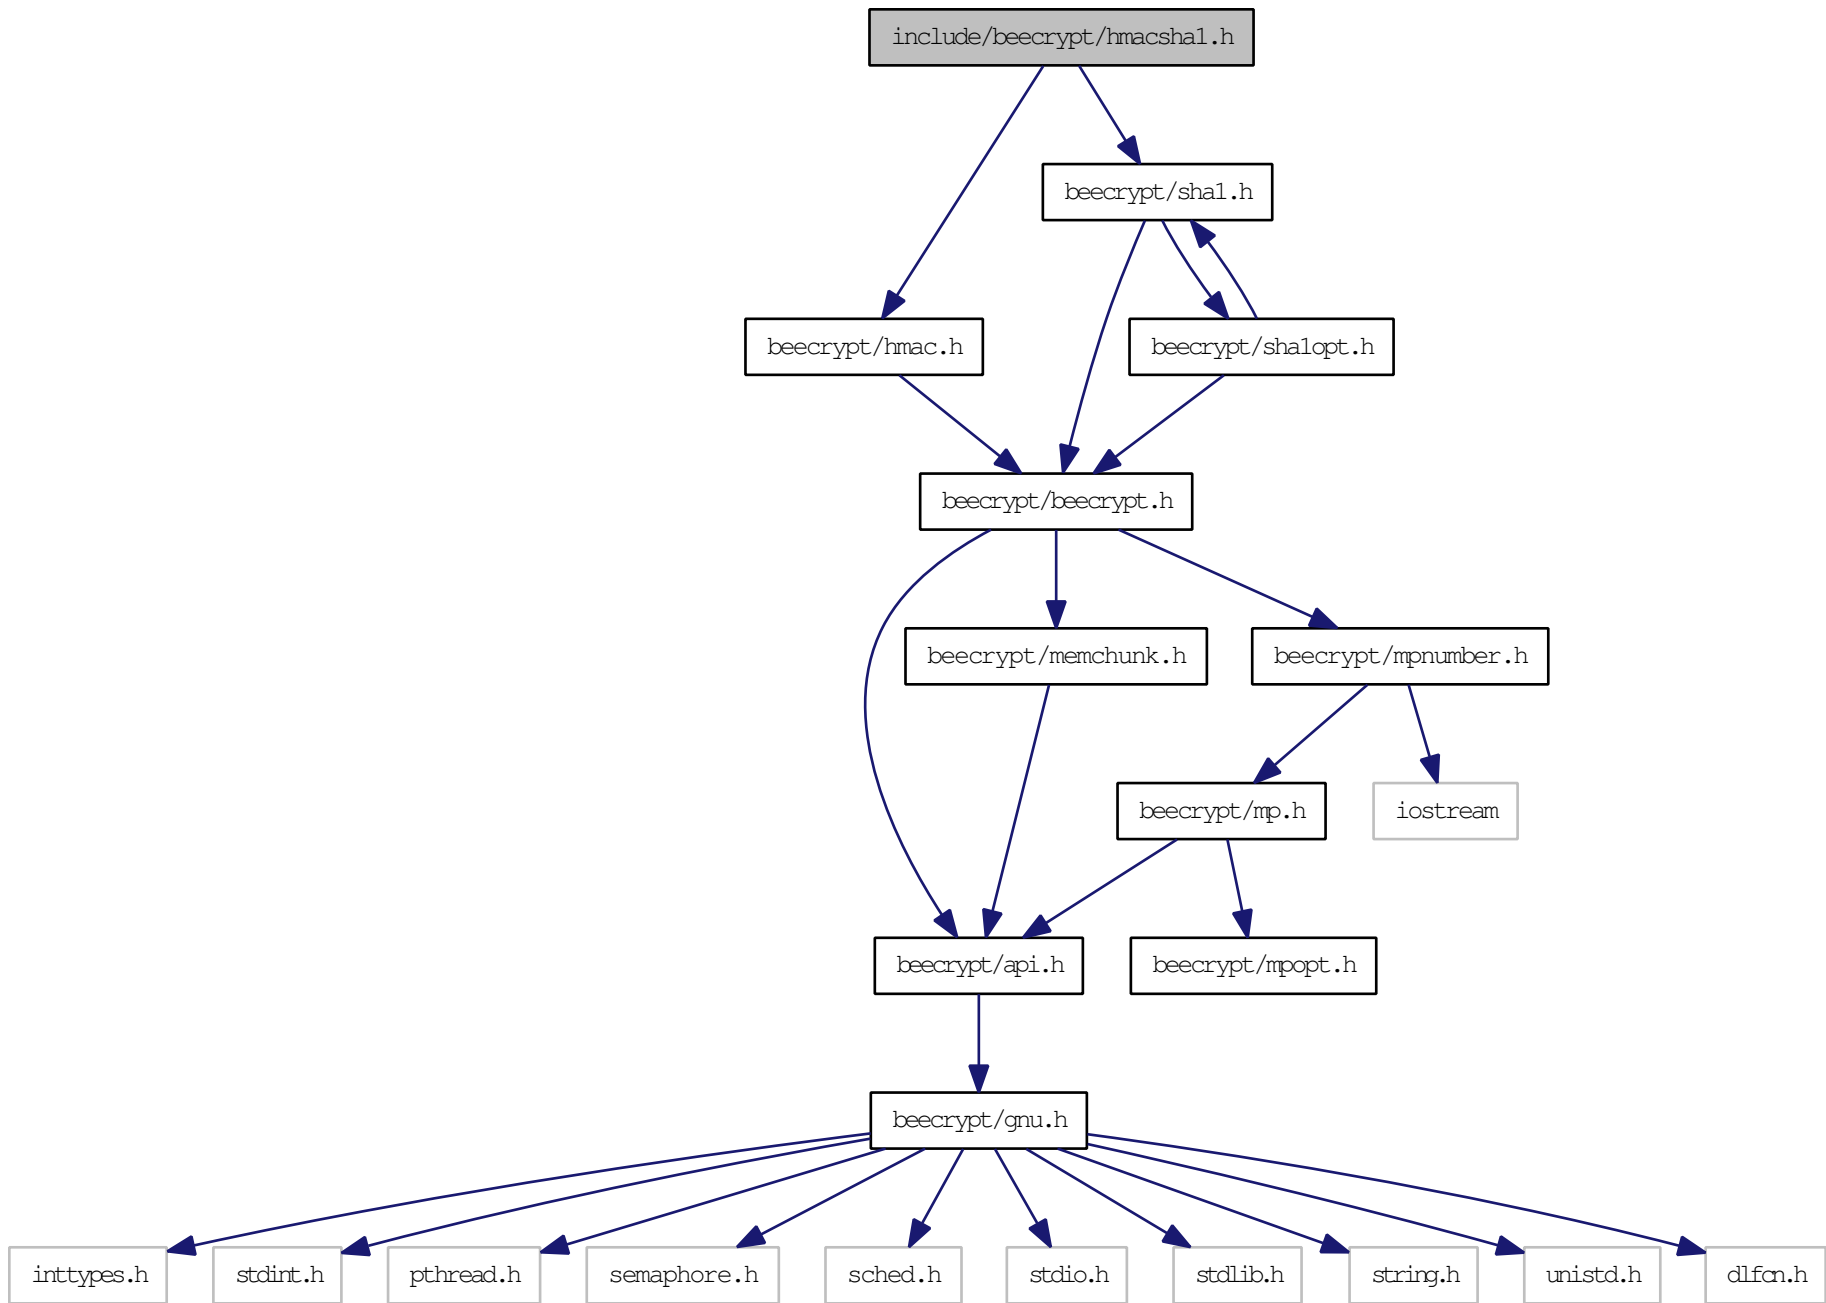 include/beecrypt/hmacsha1.h
beecrypt/sha1.h
beecrypt/hmac.h
beecrypt/sha1opt.h
beecrypt/beecrypt.h
beecrypt/memchunk.h
beecrypt/mpnumber.h
beecrypt/mp.h
iostream
beecrypt/api.h
beecrypt/mpopt.h
beecrypt/gnu.h
inttypes.h
stdint.h
pthread.h
semaphore.h
sched.h
stdio.h
stdlib.h
string.h
unistd.h
dlfcn.h